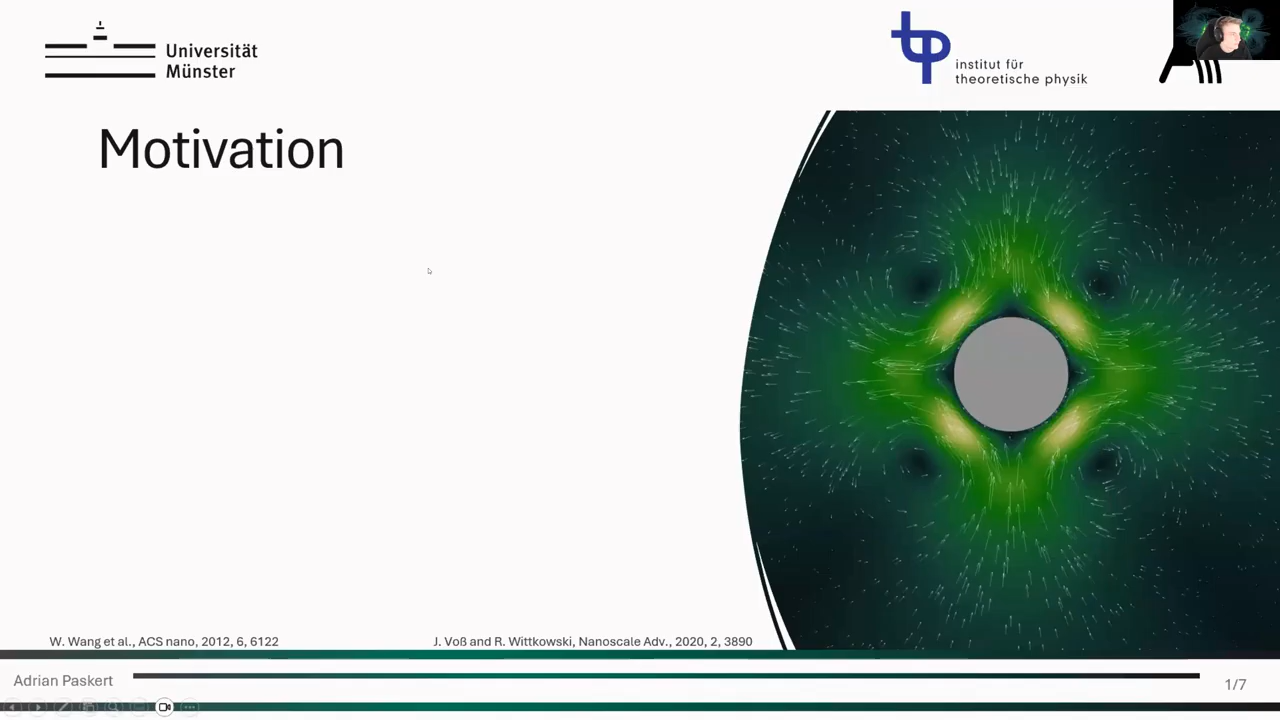 Universität
Münster
institut für
theoretische physik
Motivation
W. Wang et al., ACS nano, 2012, 6, 6122
J. Voß and R. Wittkowski, Nanoscale Adv., 2020, 2, 3890
Adrian Paskert
1/7